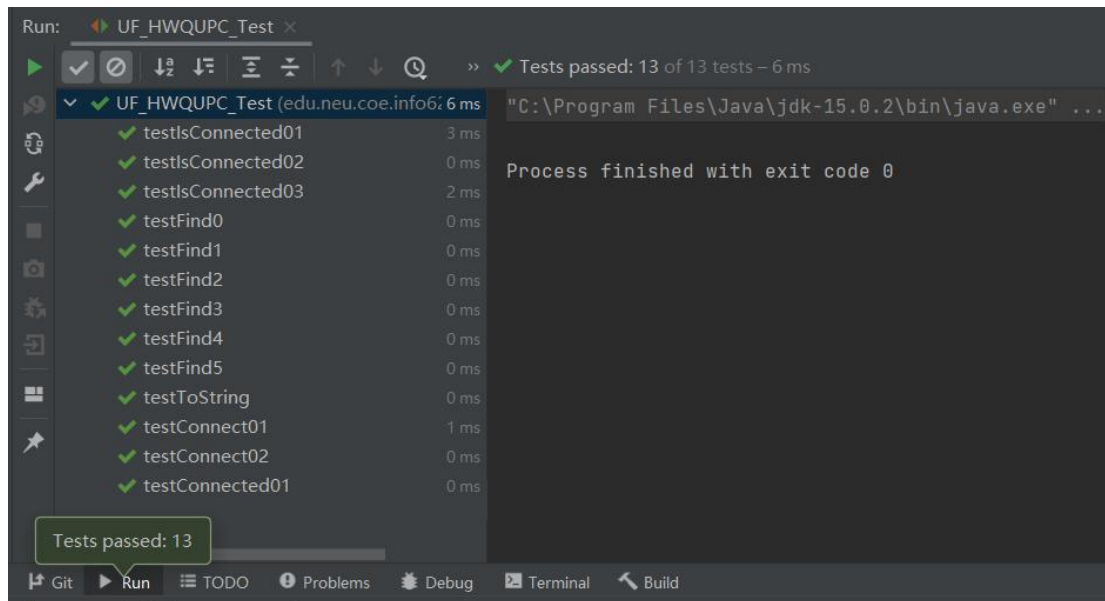 Run: UF_HWQUPC_Test ×
» Tests passed: 13 of 13 tests – 6 ms
UF_HWQUPC_Test (edu.neu.coe.info62 6 ms
"C:\Program Files\Java\jdk-15.0.2\bin\java.exe" ...
testIsConnected01 3 ms
testIsConnected02 0 ms
Process finished with exit code 0
testIsConnected03 2 ms
testFind0 0 ms
testFind1 0 ms
testFind2 0 ms
testFind3 0 ms
testFind4 0 ms
testFind5 0 ms
testToString 0 ms
testConnect01 1 ms
testConnect02 0 ms
testConnected01 0 ms
Tests passed: 13
Git Run TODO Problems Debug Terminal Build